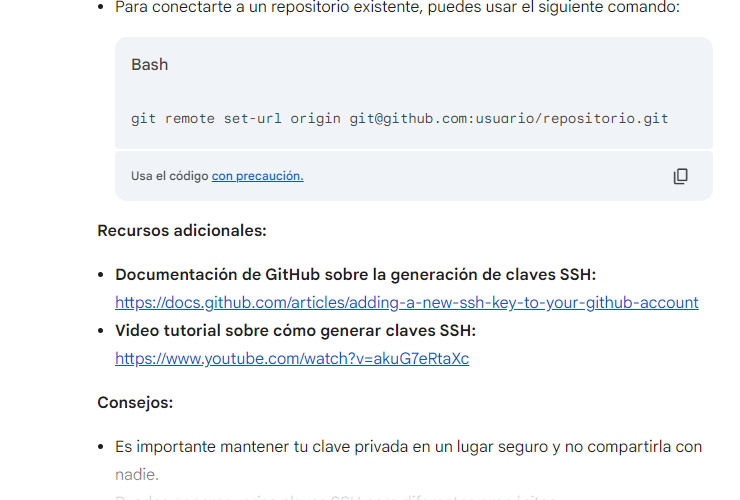 • Para conectarte a un repositorio existente, puedes usar el siguiente comando:
Bash
git remote set-url origin git@github.com:usuario/repositorio.git
Usa el código con precaución.
Recursos adicionales:
• Documentación de GitHub sobre la generación de claves SSH:
https://docs.github.com/articles/adding-a-new-ssh-key-to-your-github-account
• Video tutorial sobre cómo generar claves SSH:
https://www.youtube.com/watch?v=akuG7eRtaXc
Consejos:
• Es importante mantener tu clave privada en un lugar seguro y no compartirla con
nadie.